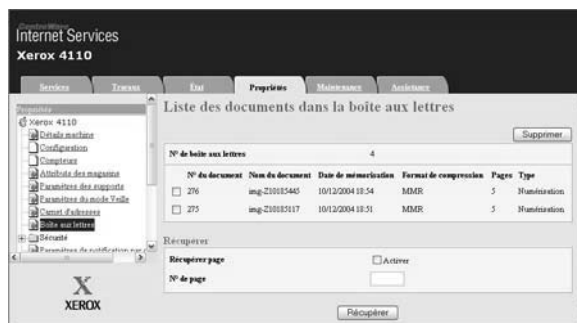 CentreWare
Internet Services
Xerox 4110
Services Travaux État Propriétés Maintenance Assistance
Propriétés
Xerox 4110
Détails machine
Configuration
Compteurs
Attributs des magasins
Paramètres des supports
Paramètres du mode Veille
Carnet d'adresses
Boîte aux lettres
Sécurité
Paramètres de notification par
X
XEROX
Liste des documents dans la boîte aux lettres
Supprimer
N° de boîte aux lettres 4
N° du document Nom du document Date de mémorisation Format de compression Pages Type
276 img-Z10185445 10/12/2004 18:54 MMR 5 Numérisation
275 img-Z10185117 10/12/2004 18:51 MMR 5 Numérisation
Récupérer
Récupérer page Activer
N° de page
Récupérer